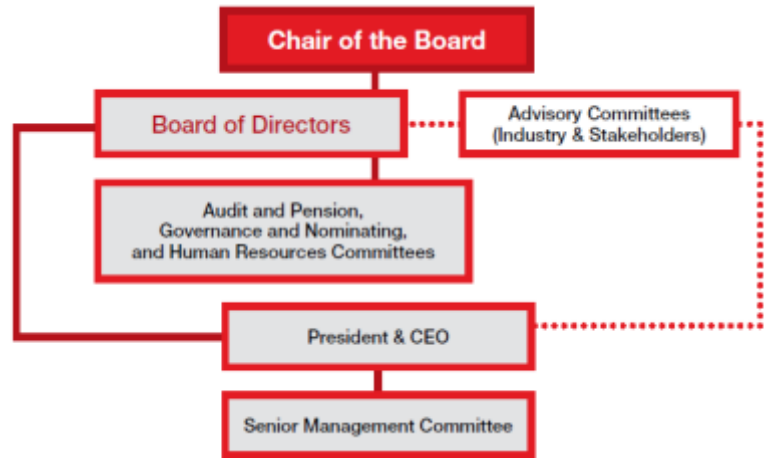 Chair of the Board
Board of Directors
Advisory Committees
(Industry & Stakeholders)
Audit and Pension,
Governance and Nominating,
and Human Resources Committees
President & CEO
Senior Management Committee